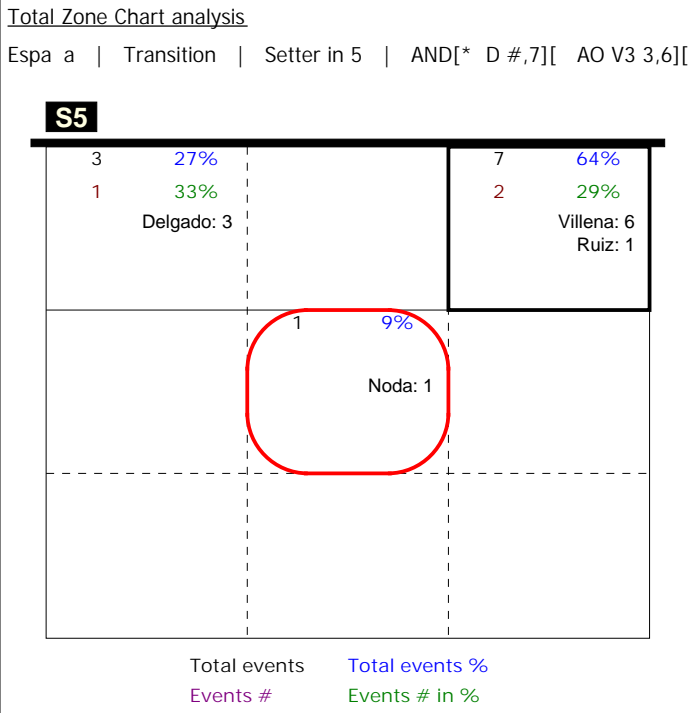 Total Zone Chart analysis
Espa a | Transition | Setter in 5 | AND[* D #,7][ AO V3 3,6][
S5
3 27% 7 64%
1 33% 2 29%
Delgado: 3 Villena: 6
Ruiz: 1
1 9%
Noda: 1
Total events Total events %
Events # Events # in %